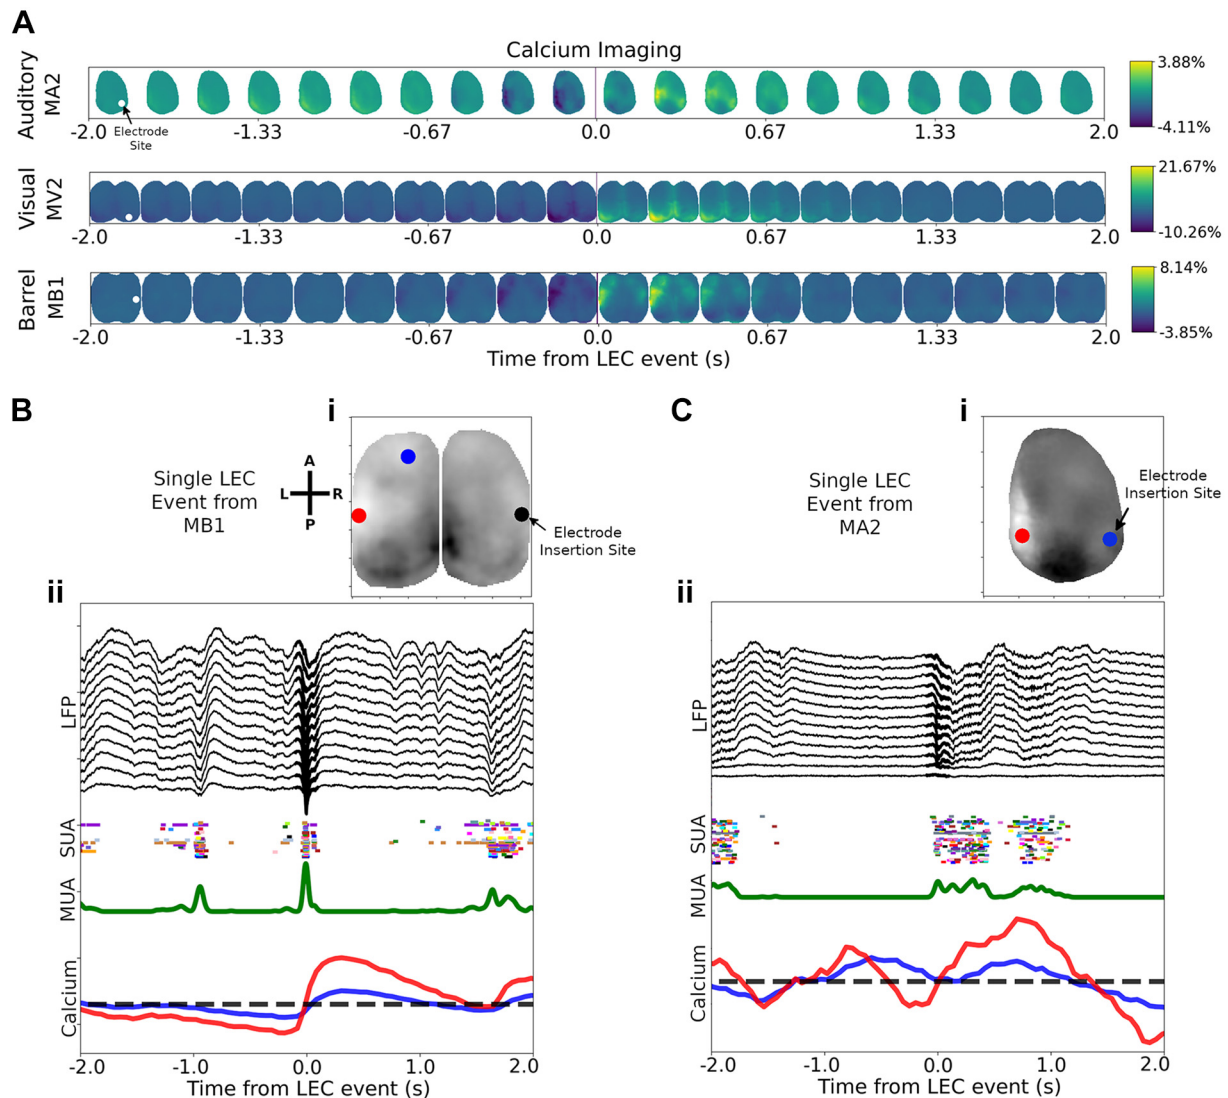 A
Calcium Imaging
Auditory
MA2
Electrode
Site
-2.0 -1.33 -0.67 0.0 0.67 1.33 2.0
3.88%
-4.11%
Visual
MV2
-2.0 -1.33 -0.67 0.0 0.67 1.33 2.0
21.67%
-10.26%
Barrel
MB1
-2.0 -1.33 -0.67 0.0 0.67 1.33 2.0
8.14%
-3.85%
Time from LEC event (s)
B
i
Single LEC
Event from
MB1
A
L R
P
Electrode
Insertion Site
ii
LFP
SUA
MUA
Calcium
-2.0 -1.0 0.0 1.0 2.0
Time from LEC event (s)
C
i
Single LEC
Event from
MA2
Electrode
Insertion Site
ii
LFP
SUA
MUA
Calcium
-2.0 -1.0 0.0 1.0 2.0
Time from LEC event (s)